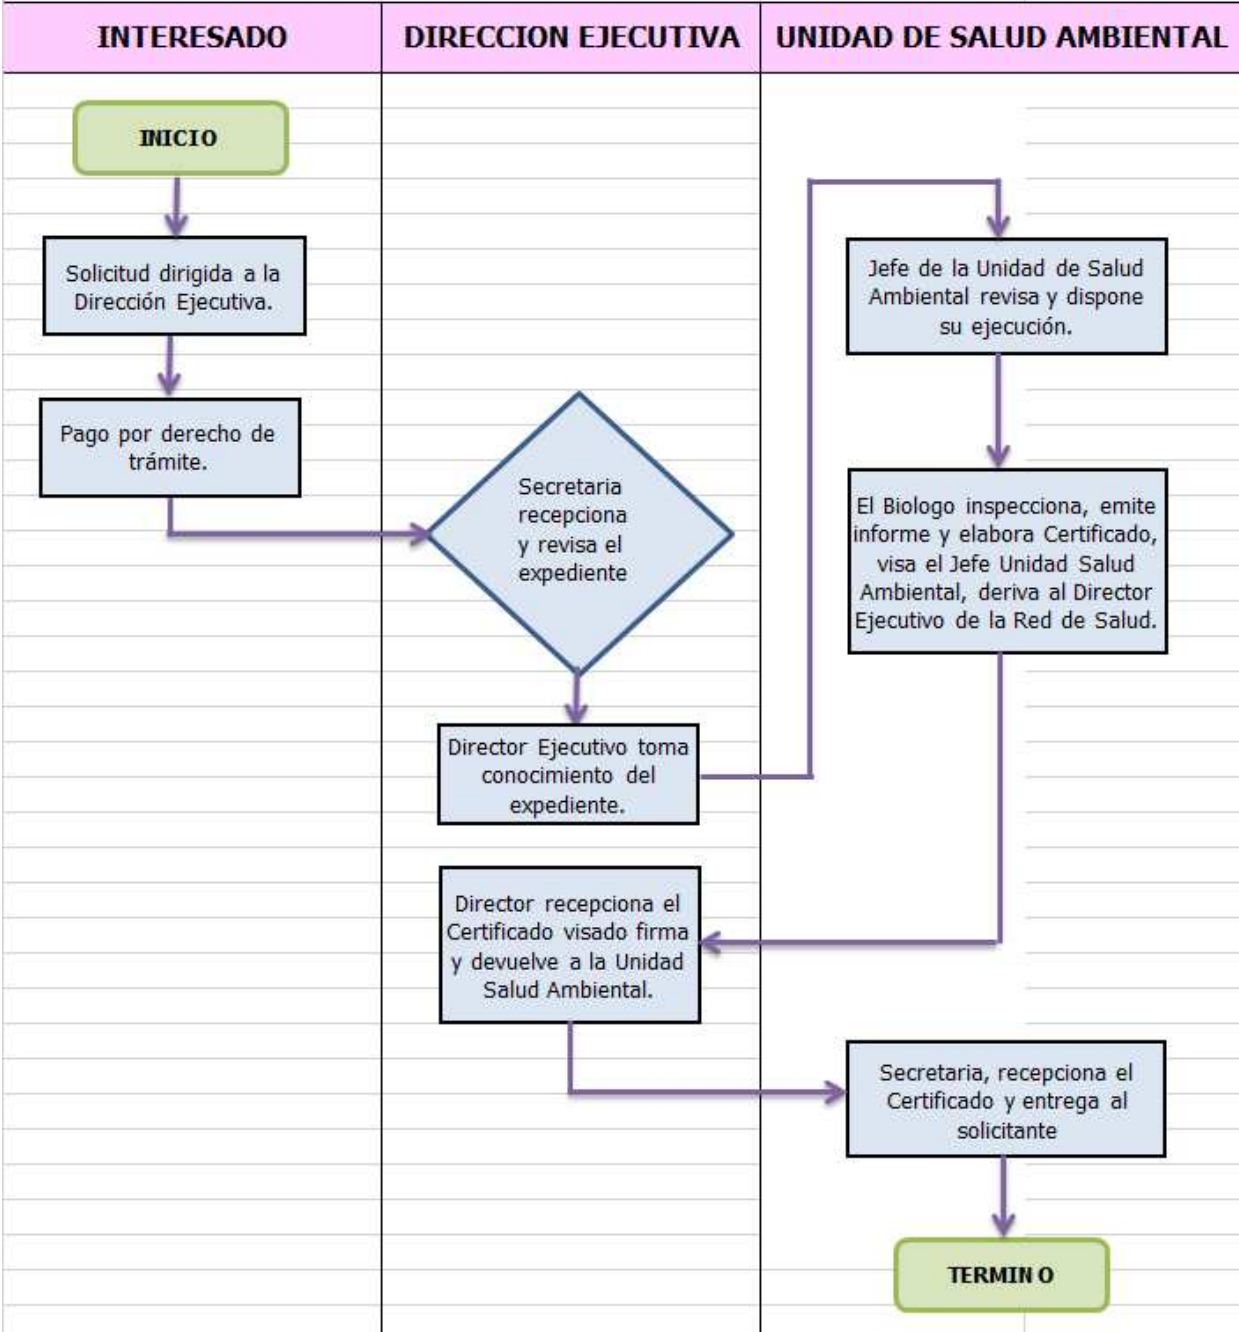 INTERESADO
DIRECCION EJECUTIVA
UNIDAD DE SALUD AMBIENTAL
INICIO
Solicitud dirigida a la
Dirección Ejecutiva.
Pago por derecho de
trámite.
Secretaria
recepciona
y revisa el
expediente
Director Ejecutivo toma
conocimiento del
expediente.
Jefe de la Unidad de Salud
Ambiental revisa y dispone
su ejecución.
El Biologo inspecciona, emite
informe y elabora Certificado,
visa el Jefe Unidad Salud
Ambiental, deriva al Director
Ejecutivo de la Red de Salud.
Director recepciona el
Certificado visado firma
y devuelve a la Unidad
Salud Ambiental.
Secretaria, recepciona el
Certificado y entrega al
solicitante
TERMINO